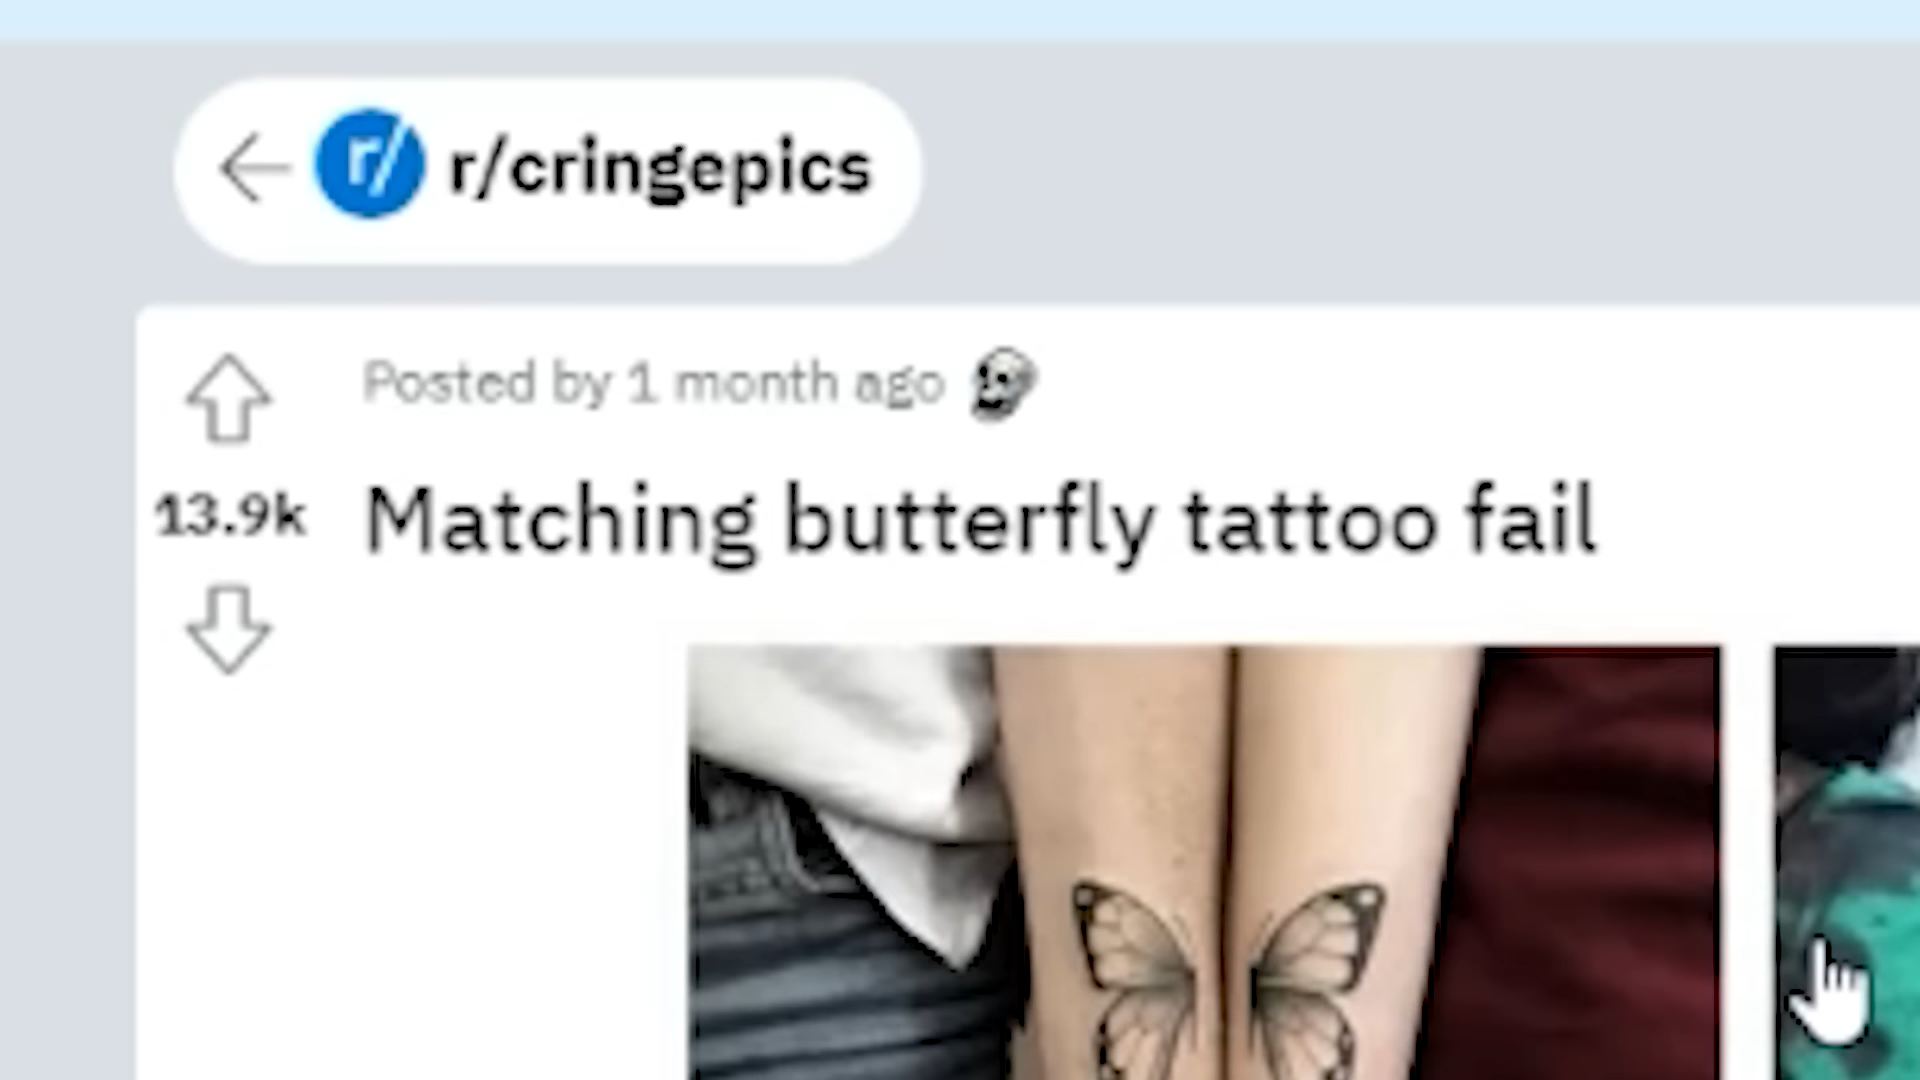 r/ r/cringepics
Posted by 1 month ago
13.9k Matching butterfly tattoo fail